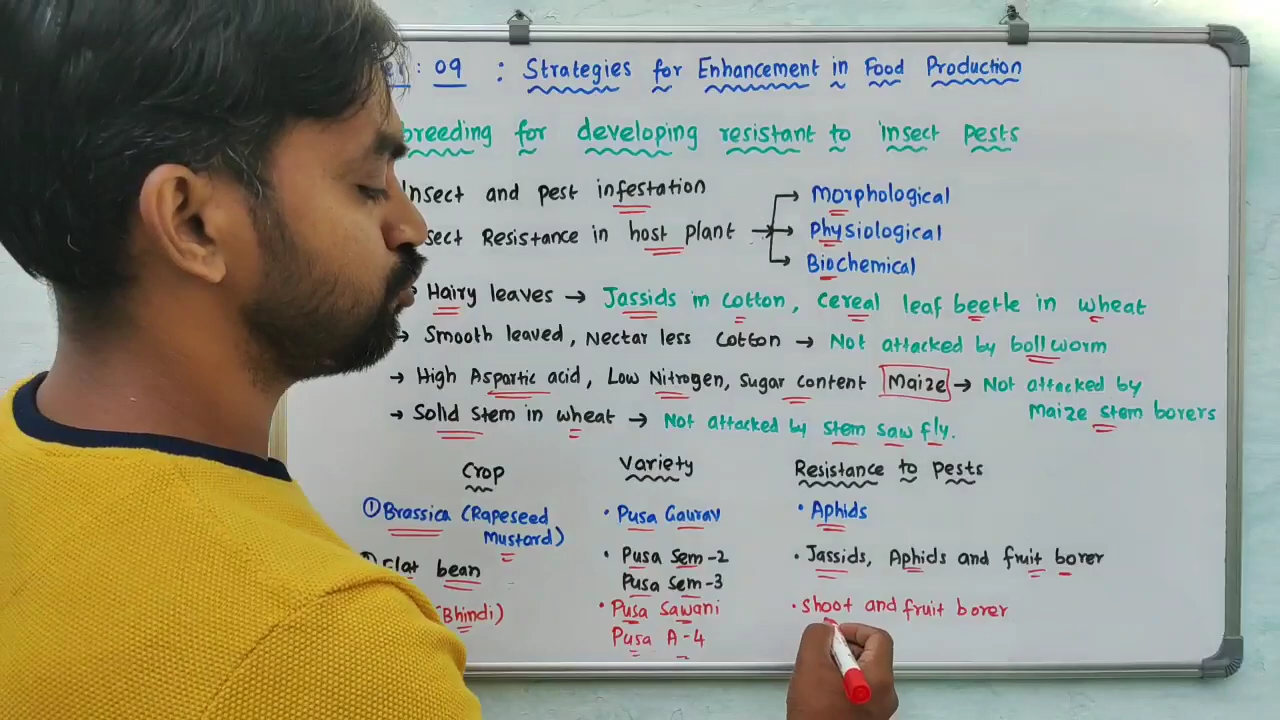 : 09 : Strategies for Enhancement in Food Production
breeding for developing resistant to insect pests
Insect and pest infestation
sect Resistance in host plant →
Morphological
Physiological
Biochemical
Hairy leaves → Jassids in cotton, cereal leaf beetle in wheat
→ Smooth leaved, Nectar less cotton → Not attacked by bollworm
→ High Aspartic acid, Low Nitrogen, Sugar content Maize → Not attacked by
Maize stem borers
→ Solid Stem in wheat → Not attacked by stem saw fly.
Crop Variety Resistance to pests
① Brassica (Rapeseed • Pusa Gaurav • Aphids
Mustard)
Flat bean • Pusa Sem-2 • Jassids, Aphids and fruit borer
Pusa Sem-3
(Bhindi) • Pusa Sawani • shoot and fruit borer
Pusa A-4